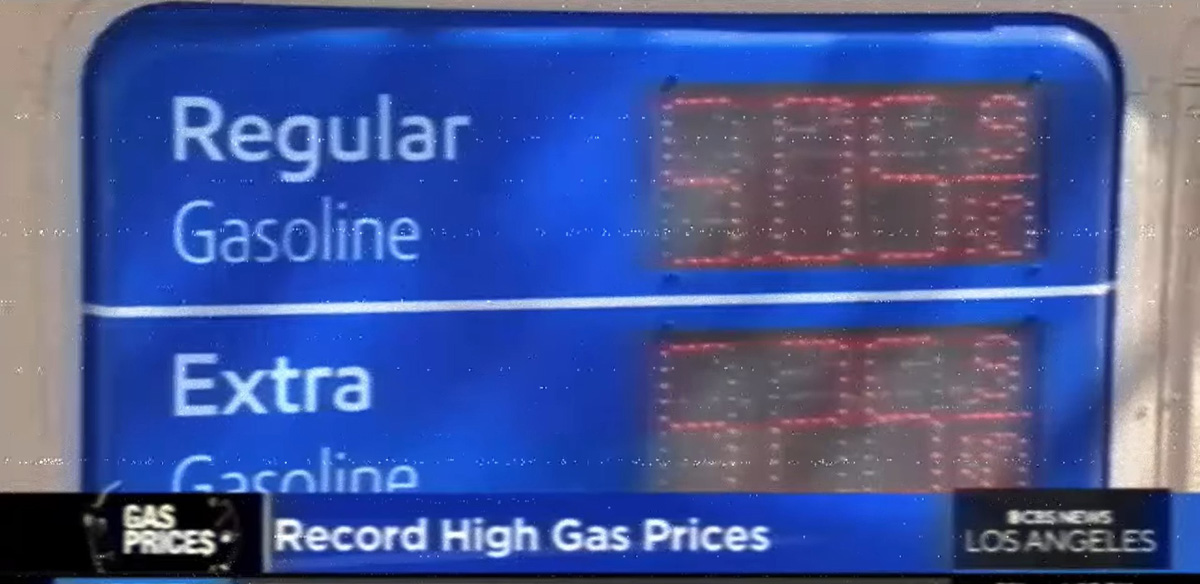 Regular
Gasoline
Extra
Gasoline
GAS
PRICES
Record High Gas Prices
CBS NEWS
LOS ANGELES